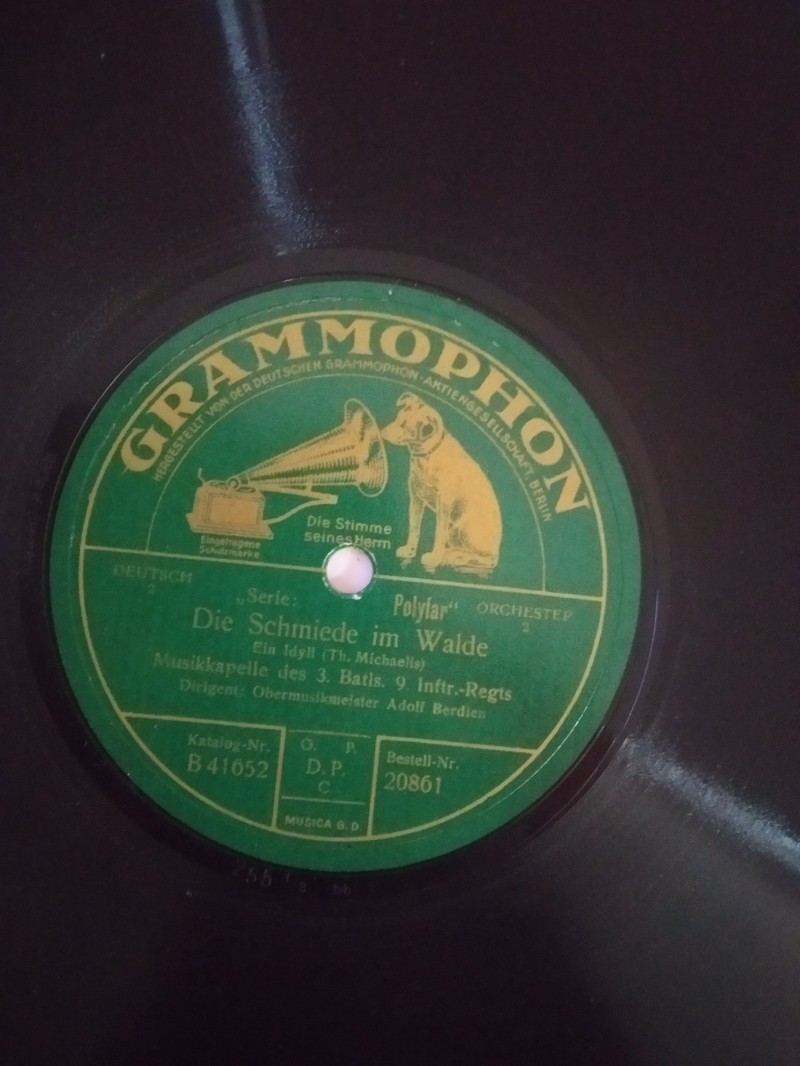 GRAMMOPHON
HERGESTELLT VON DER DEUTSCHEN GRAMMOPHON-AKTIENGESELLSCHAFT, BERLIN
Die Stimme
seines Herrn
Eingetragene
Schutzmarke
DEUTSCH
2
ORCHESTER
2
„Serie: Polyfar“
Die Schmiede im Walde
Ein Idyll (Th. Michaelis)
Musikkapelle des 3. Batls. 9. Inftr.-Regts
Dirigent: Obermusikmeister Adolf Berdien
Katalog-Nr.
B 41652
G. P.
D. P.
C
MUSICA G. D.
Bestell-Nr.
20861